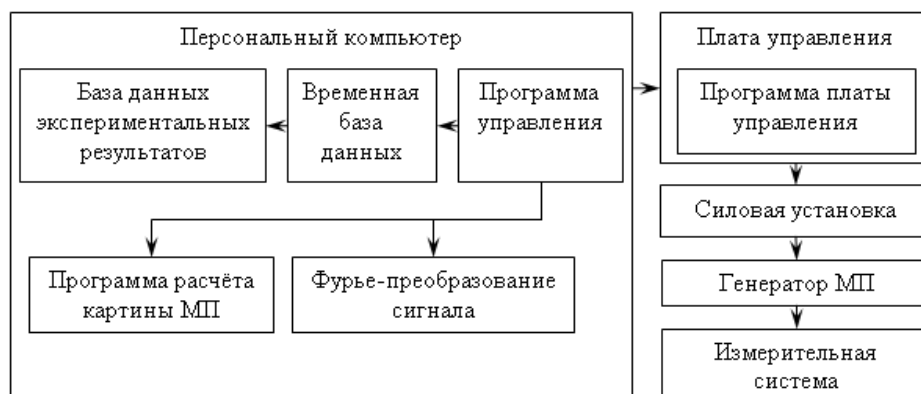 Персональный компьютер
База данных
экспериментальных
результатов
Временная
база
данных
Программа
управления
Программа расчёта
картины МП
Фурье-преобразование
сигнала
Плата управления
Программа платы
управления
Силовая установка
Генератор МП
Измерительная
система